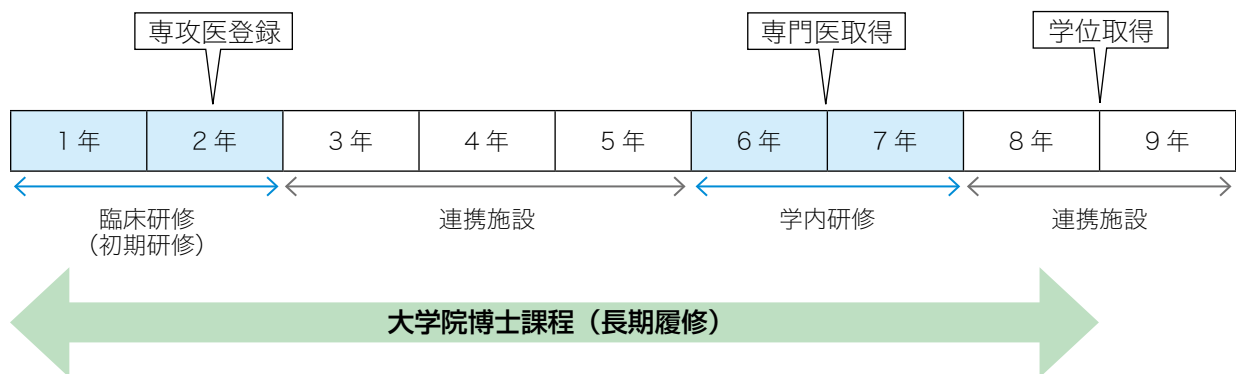 専攻医登録
専門医取得
学位取得
1年
2年
3年
4年
5年
6年
7年
8年
9年
臨床研修
（初期研修）
連携施設
学内研修
連携施設
大学院博士課程（長期履修）